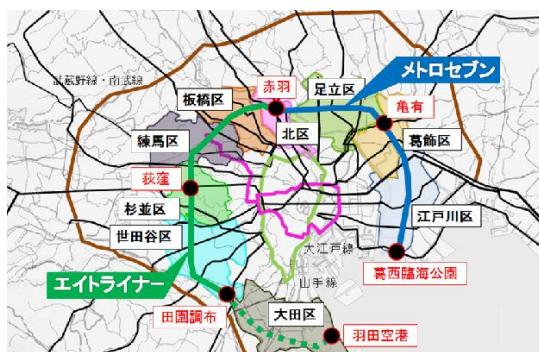 メトロセブン
赤羽
足立区
武蔵野線・南武線
板橋区
亀有
北区
葛飾区
練馬区
荻窪
杉並区
江戸川区
世田谷区
大江戸線
葛西臨海公園
エイトライナー
山手線
田園調布
大田区
羽田空港